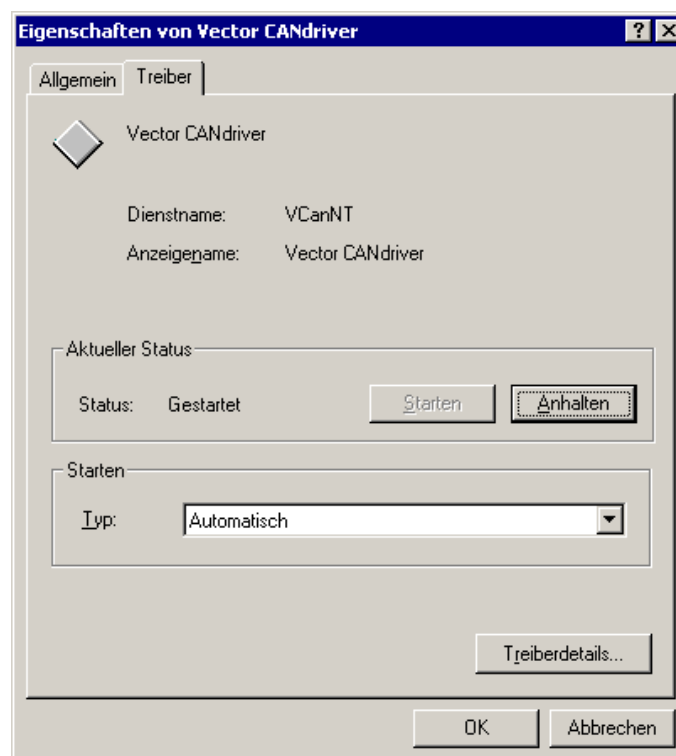 Eigenschaften von Vector CANdriver
Allgemein Treiber
Vector CANdriver
Dienstname: VCanNT
Anzeigename: Vector CANdriver
Aktueller Status
Status: Gestartet Starten Anhalten
Starten
Typ: Automatisch
Treiberdetails...
OK Abbrechen